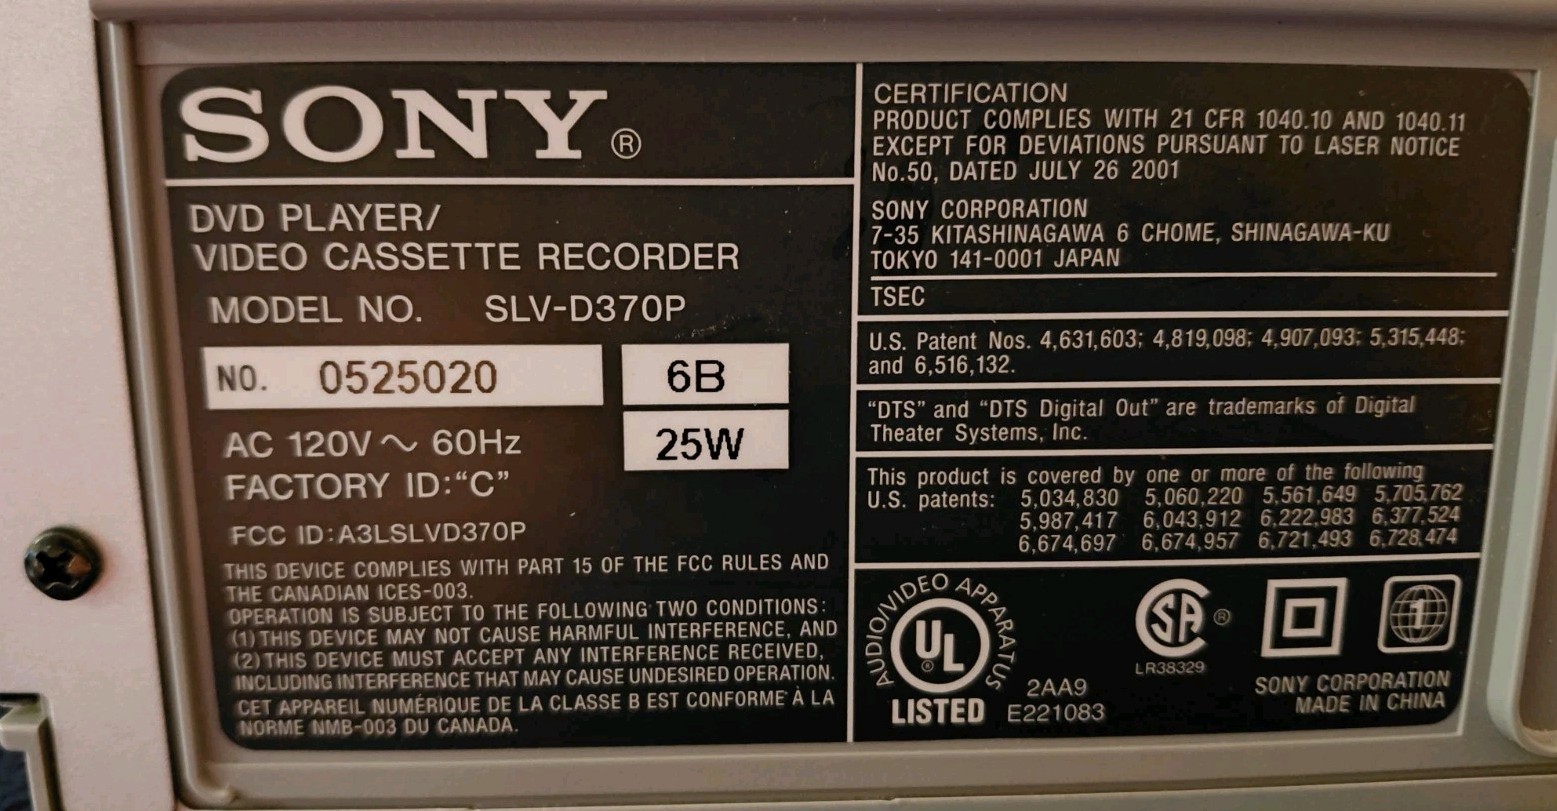 SONY®
DVD PLAYER/
VIDEO CASSETTE RECORDER
MODEL NO. SLV-D370P
NO. 0525020
6B
AC 120V ~ 60Hz
25W
FACTORY ID:“C”
FCC ID:A3LSLVD370P
THIS DEVICE COMPLIES WITH PART 15 OF THE FCC RULES AND
THE CANADIAN ICES-003.
OPERATION IS SUBJECT TO THE FOLLOWING TWO CONDITIONS:
(1) THIS DEVICE MAY NOT CAUSE HARMFUL INTERFERENCE, AND
(2) THIS DEVICE MUST ACCEPT ANY INTERFERENCE RECEIVED,
INCLUDING INTERFERENCE THAT MAY CAUSE UNDESIRED OPERATION.
CET APPAREIL NUMÉRIQUE DE LA CLASSE B EST CONFORME À LA
NORME NMB-003 DU CANADA.
CERTIFICATION
PRODUCT COMPLIES WITH 21 CFR 1040.10 AND 1040.11
EXCEPT FOR DEVIATIONS PURSUANT TO LASER NOTICE
No.50, DATED JULY 26 2001
SONY CORPORATION
7-35 KITASHINAGAWA 6 CHOME, SHINAGAWA-KU
TOKYO 141-0001 JAPAN
TSEC
U.S. Patent Nos. 4,631,603; 4,819,098; 4,907,093; 5,315,448;
and 6,516,132.
“DTS” and “DTS Digital Out” are trademarks of Digital
Theater Systems, Inc.
This product is covered by one or more of the following
U.S. patents: 5,034,830 5,060,220 5,561,649 5,705,762
5,987,417 6,043,912 6,222,983 6,377,524
6,674,697 6,674,957 6,721,493 6,728,474
AUDIO/VIDEO APPARATUS
UL®
LISTED
2AA9
E221083
SA®
LR38329
1
SONY CORPORATION
MADE IN CHINA